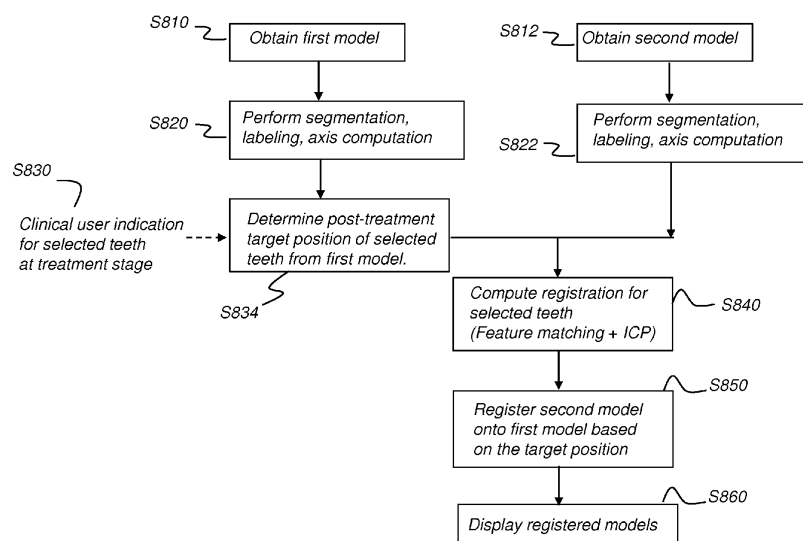 S810
Obtain first model
S812
Obtain second model
S820
Perform segmentation,
labeling, axis computation
S822
Perform segmentation,
labeling, axis computation
S830
Clinical user indication
for selected teeth
at treatment stage
Determine post-treatment
target position of selected
teeth from first model.
S834
Compute registration for
selected teeth
(Feature matching + ICP)
S840
S850
Register second model
onto first model based
on the target position
S860
Display registered models